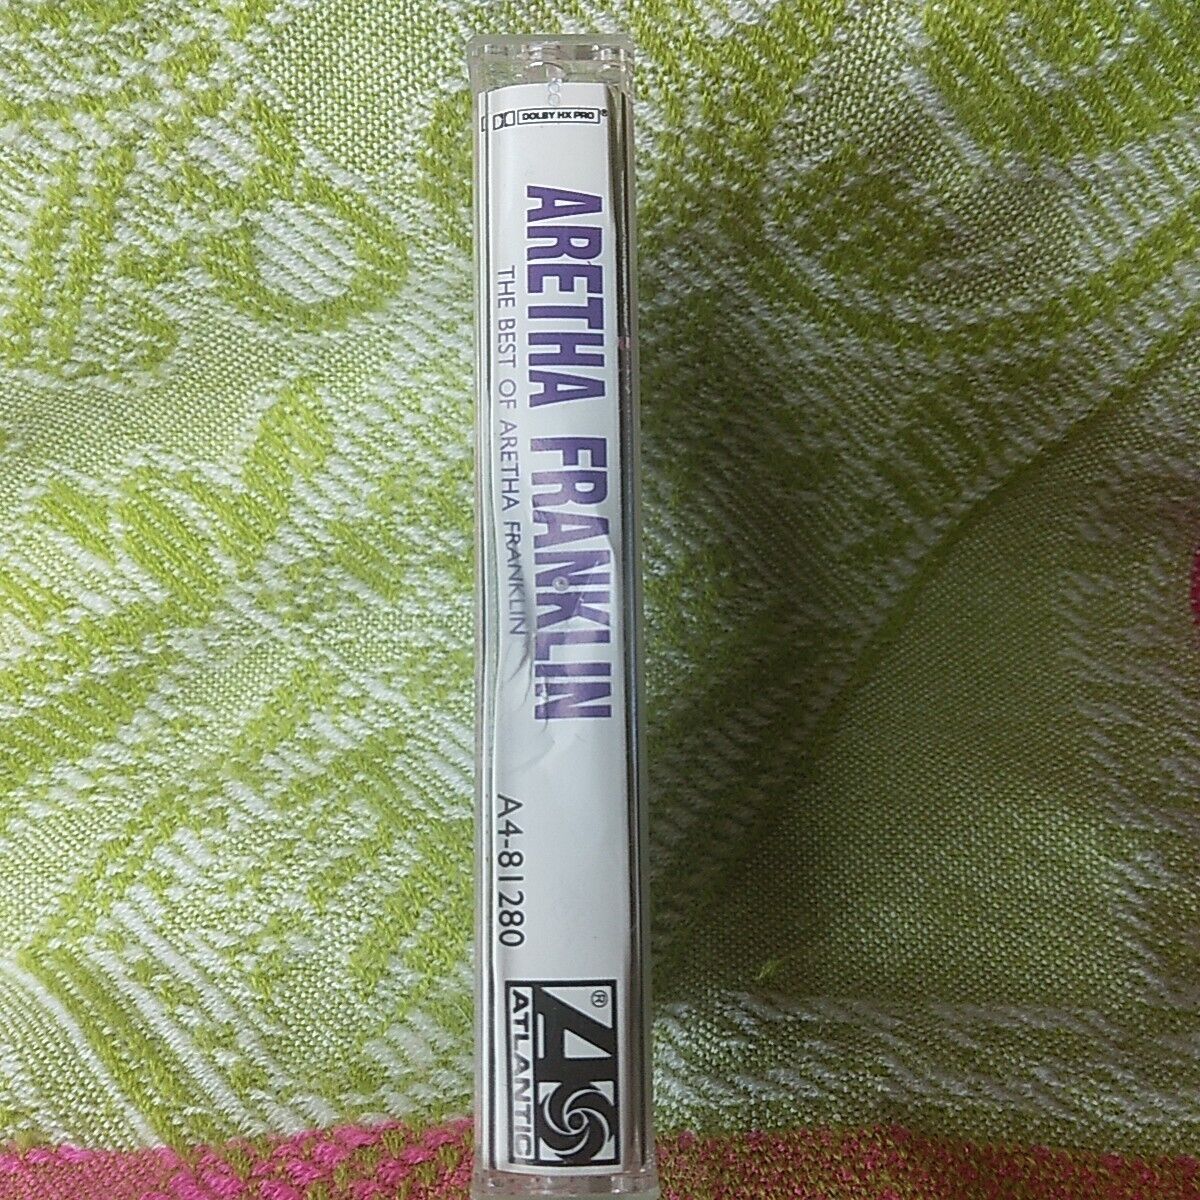 DOLBY HX PRO®
ARETHA FRANKLIN
THE BEST OF ARETHA FRANKLIN
A4-81280
®
ATLANTIC